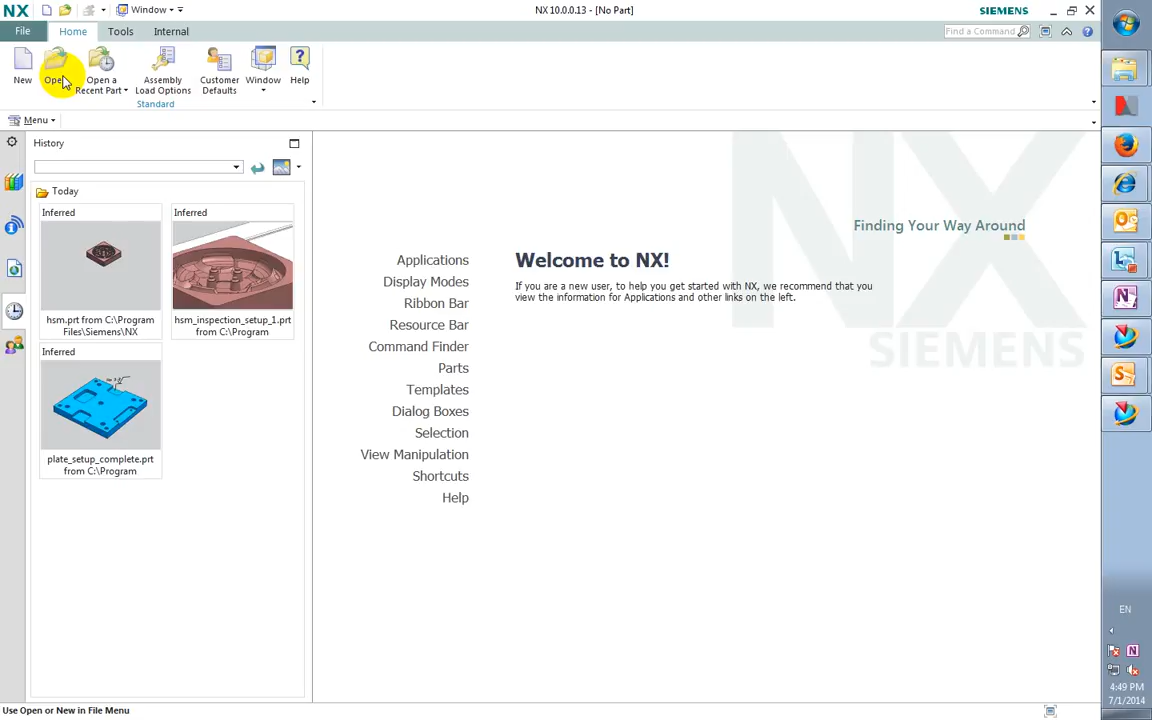 NX
Window
NX 10.0.0.13 - [No Part]
SIEMENS
File
Home
Tools
Internal
Find a Command
New
Open
Open a
Recent Part
Assembly
Load Options
Customer
Defaults
Window
Help
Standard
Menu
History
Today
Inferred
Inferred
hsm.prt from C:\Program
Files\Siemens\NX
hsm_inspection_setup_1.prt
from C:\Program
Inferred
plate_setup_complete.prt
from C:\Program
Applications
Display Modes
Ribbon Bar
Resource Bar
Command Finder
Parts
Templates
Dialog Boxes
Selection
View Manipulation
Shortcuts
Help
Finding Your Way Around
Welcome to NX!
If you are a new user, to help you get started with NX, we recommend that you
view the information for Applications and other links on the left.
NX
SIEMENS
EN
4:49 PM
7/1/2014
Use Open or New in File Menu